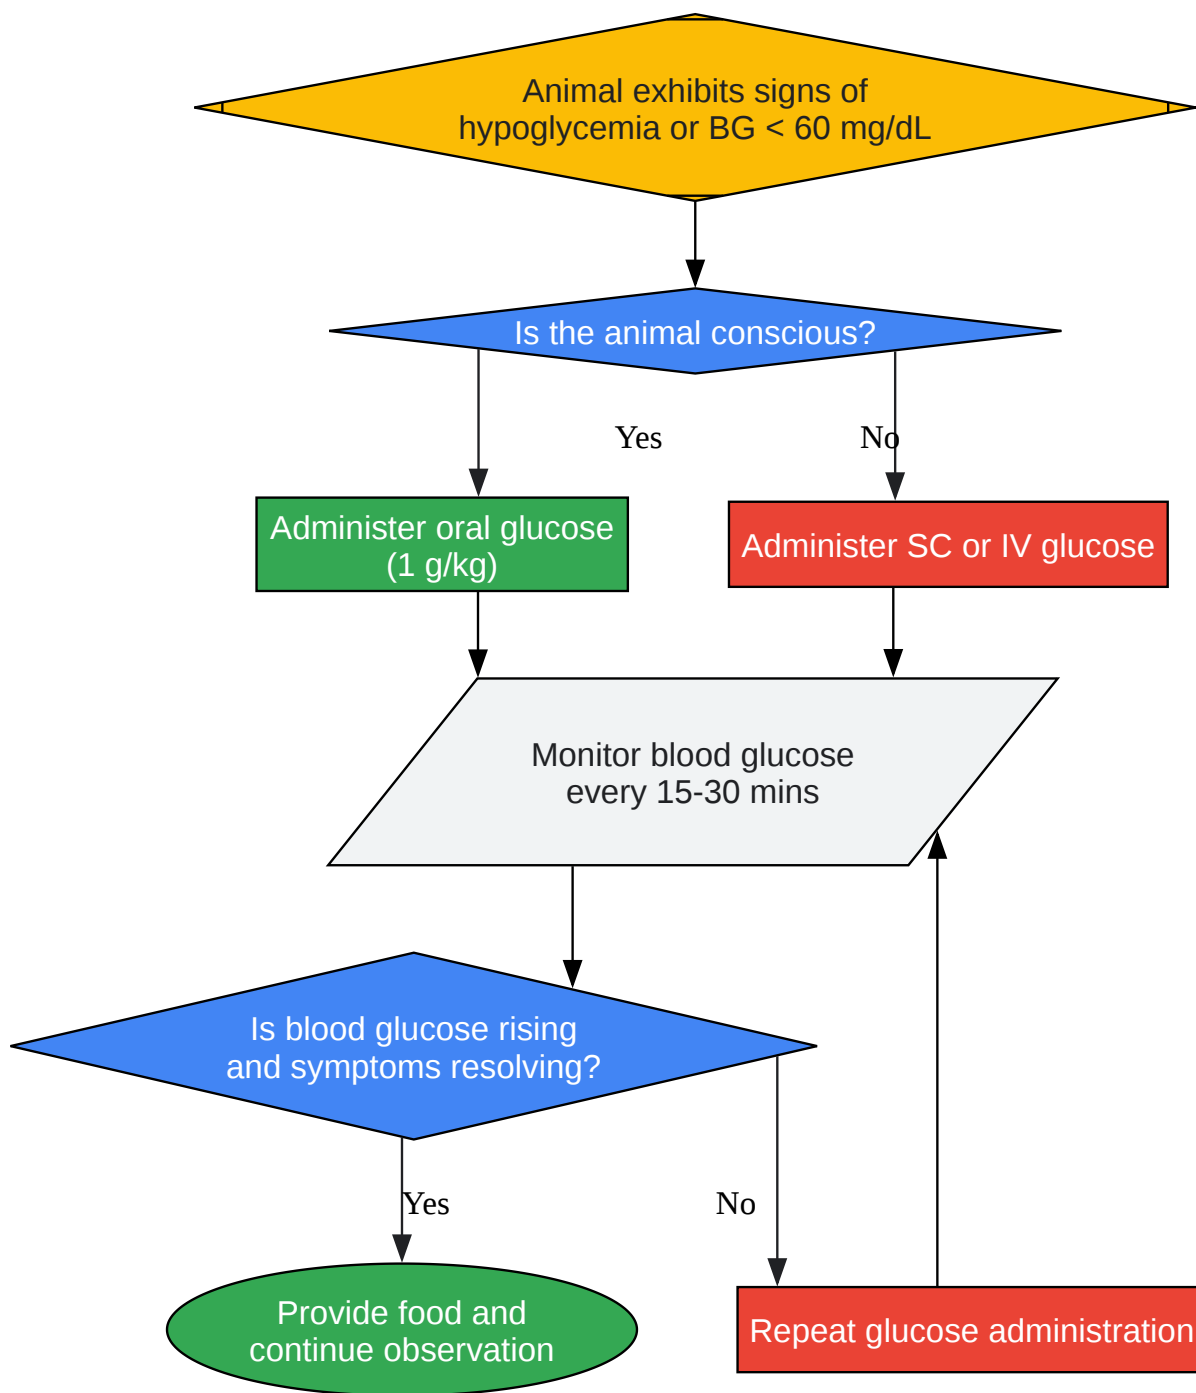 Animal exhibits signs of
hypoglycemia or BG < 60 mg/dL
Is the animal conscious?
Yes
No
Administer oral glucose
(1 g/kg)
Administer SC or IV glucose
Monitor blood glucose
every 15-30 mins
Is blood glucose rising
and symptoms resolving?
Yes
No
Provide food and
continue observation
Repeat glucose administration